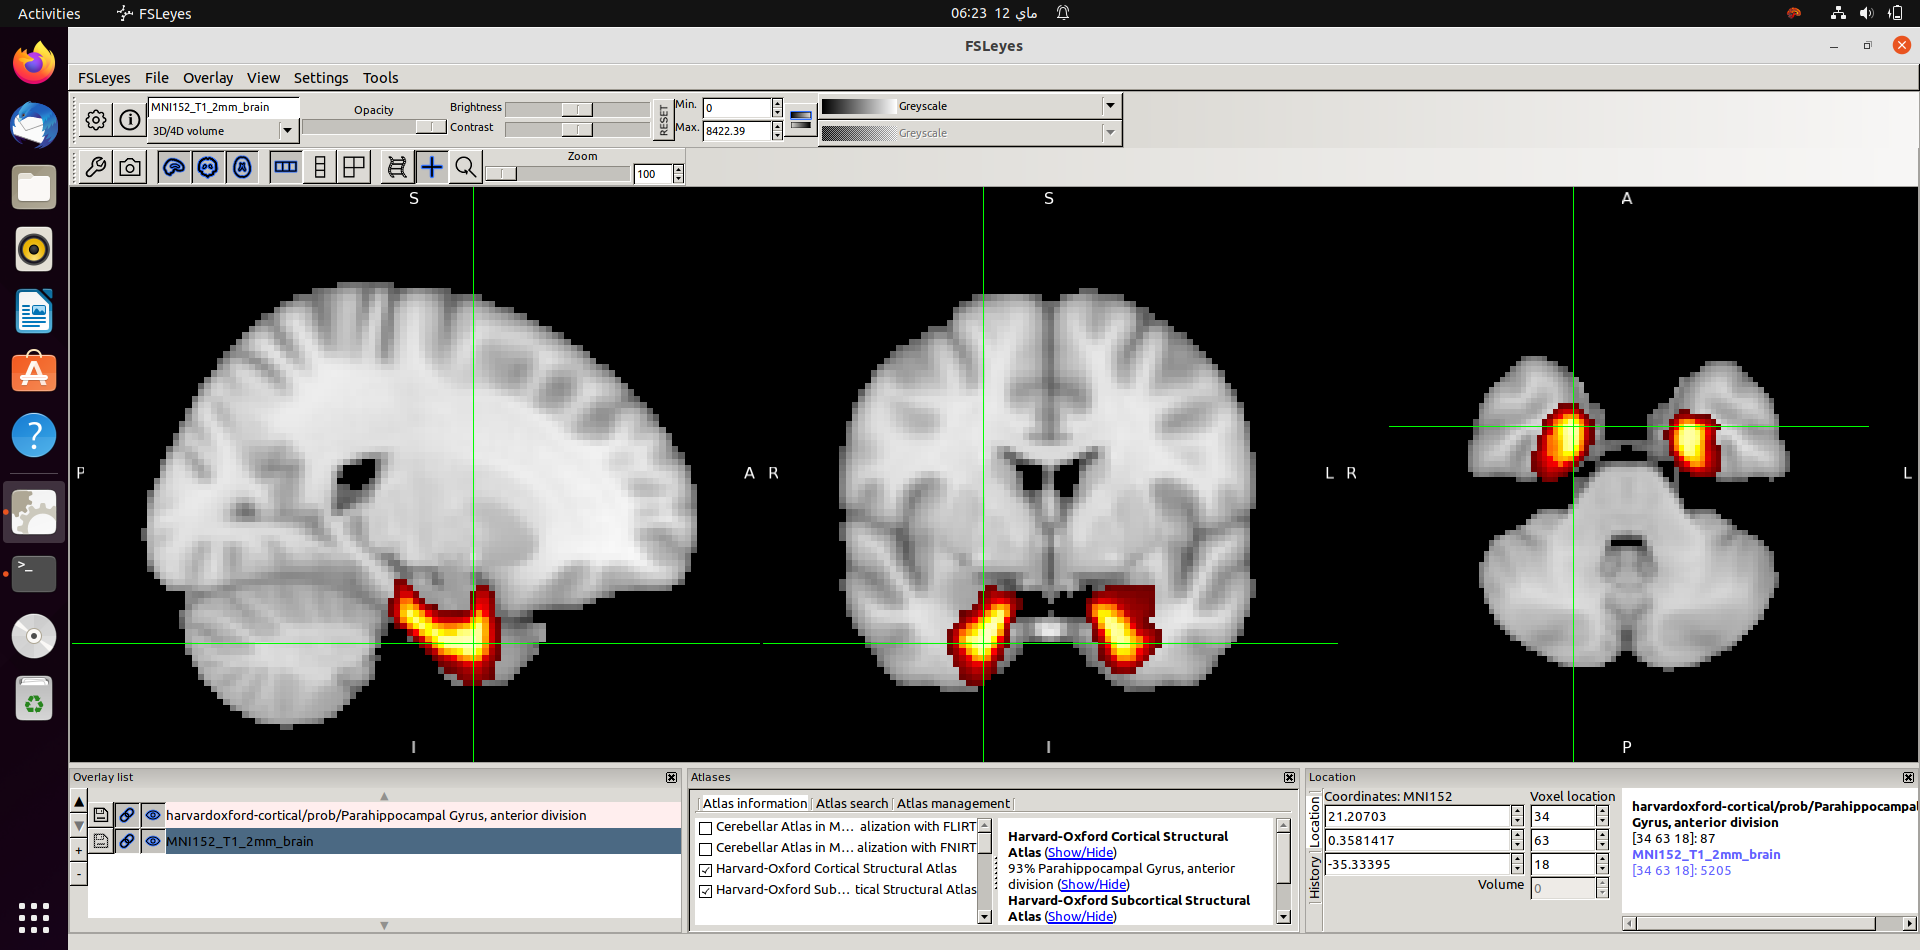 Activities
FSLeyes
06:23 12 ماي
FSLeyes
FSLeyes File Overlay View Settings Tools
MNI152_T1_2mm_brain
3D/4D volume
Opacity
Brightness
Contrast
RESET
Min. 0
Max. 8422.39
Greyscale
Greyscale
Zoom
100
S
S
A
P
A
R
L
R
L
I
I
P
Overlay list
harvardoxford-cortical/prob/Parahippocampal Gyrus, anterior division
MNI152_T1_2mm_brain
+
-
Atlases
Atlas information Atlas search Atlas management
Cerebellar Atlas in M... alization with FLIRT
Cerebellar Atlas in M... alization with FNIRT
Harvard-Oxford Cortical Structural Atlas
Harvard-Oxford Sub... tical Structural Atlas
Harvard-Oxford Cortical Structural
Atlas (Show/Hide)
93% Parahippocampal Gyrus, anterior
division (Show/Hide)
Harvard-Oxford Subcortical Structural
Atlas (Show/Hide)
Location
Location
History
Coordinates: MNI152 Voxel location
21.20703 34
0.3581417 63
-35.33395 18
Volume 0
harvardoxford-cortical/prob/Parahippocampal
Gyrus, anterior division
[34 63 18]: 87
MNI152_T1_2mm_brain
[34 63 18]: 5205